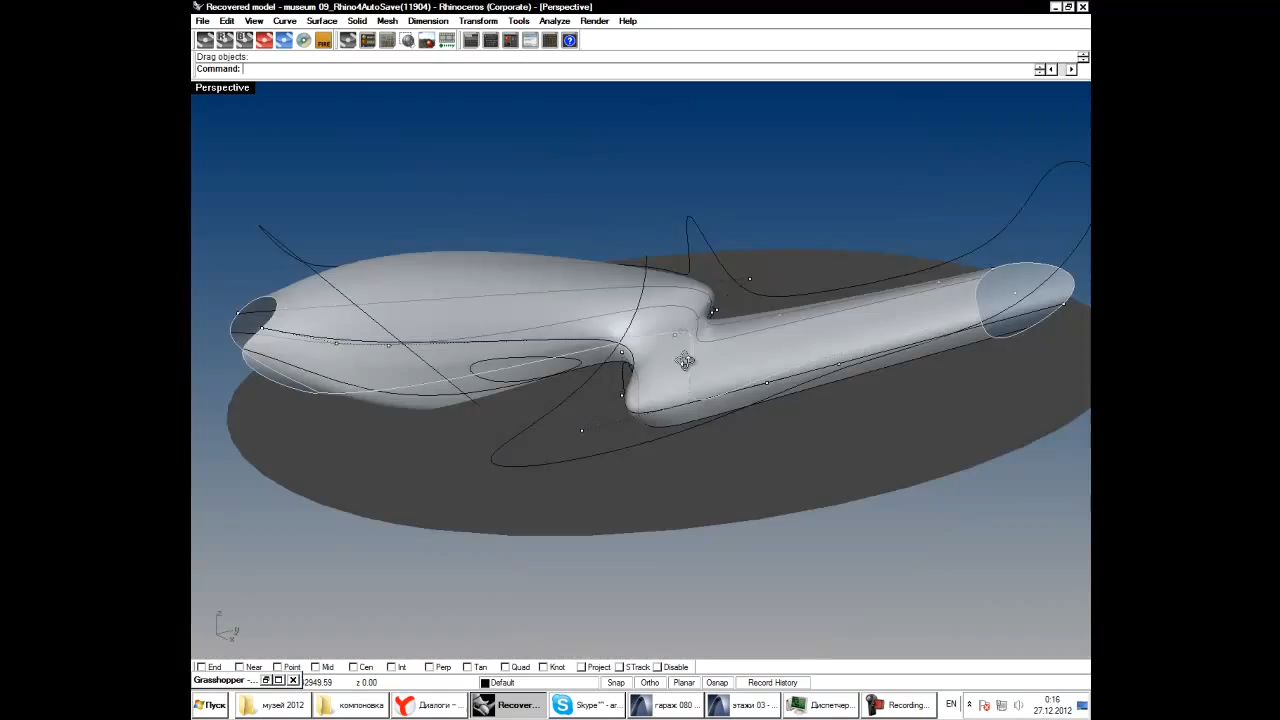 Recovered model - museum 09_Rhino4AutoSave(11904) - Rhinoceros (Corporate) - [Perspective]
File Edit View Curve Surface Solid Mesh Dimension Transform Tools Analyze Render Help
FIRE
Drag objects:
Command:
Perspective
z
y
x
End Near Point Mid Cen Int Perp Tan Quad Knot Project STrack Disable
Grasshopper -... 2949.59 z 0.00 Default Snap Ortho Planar Osnap Record History
Пуск музей 2012 компоновка Диалоги – ... Recover... Skype™ - ar... гараж 080 ... этажи 03 - ... Диспетчер... Recording... EN 0:16
27.12.2012